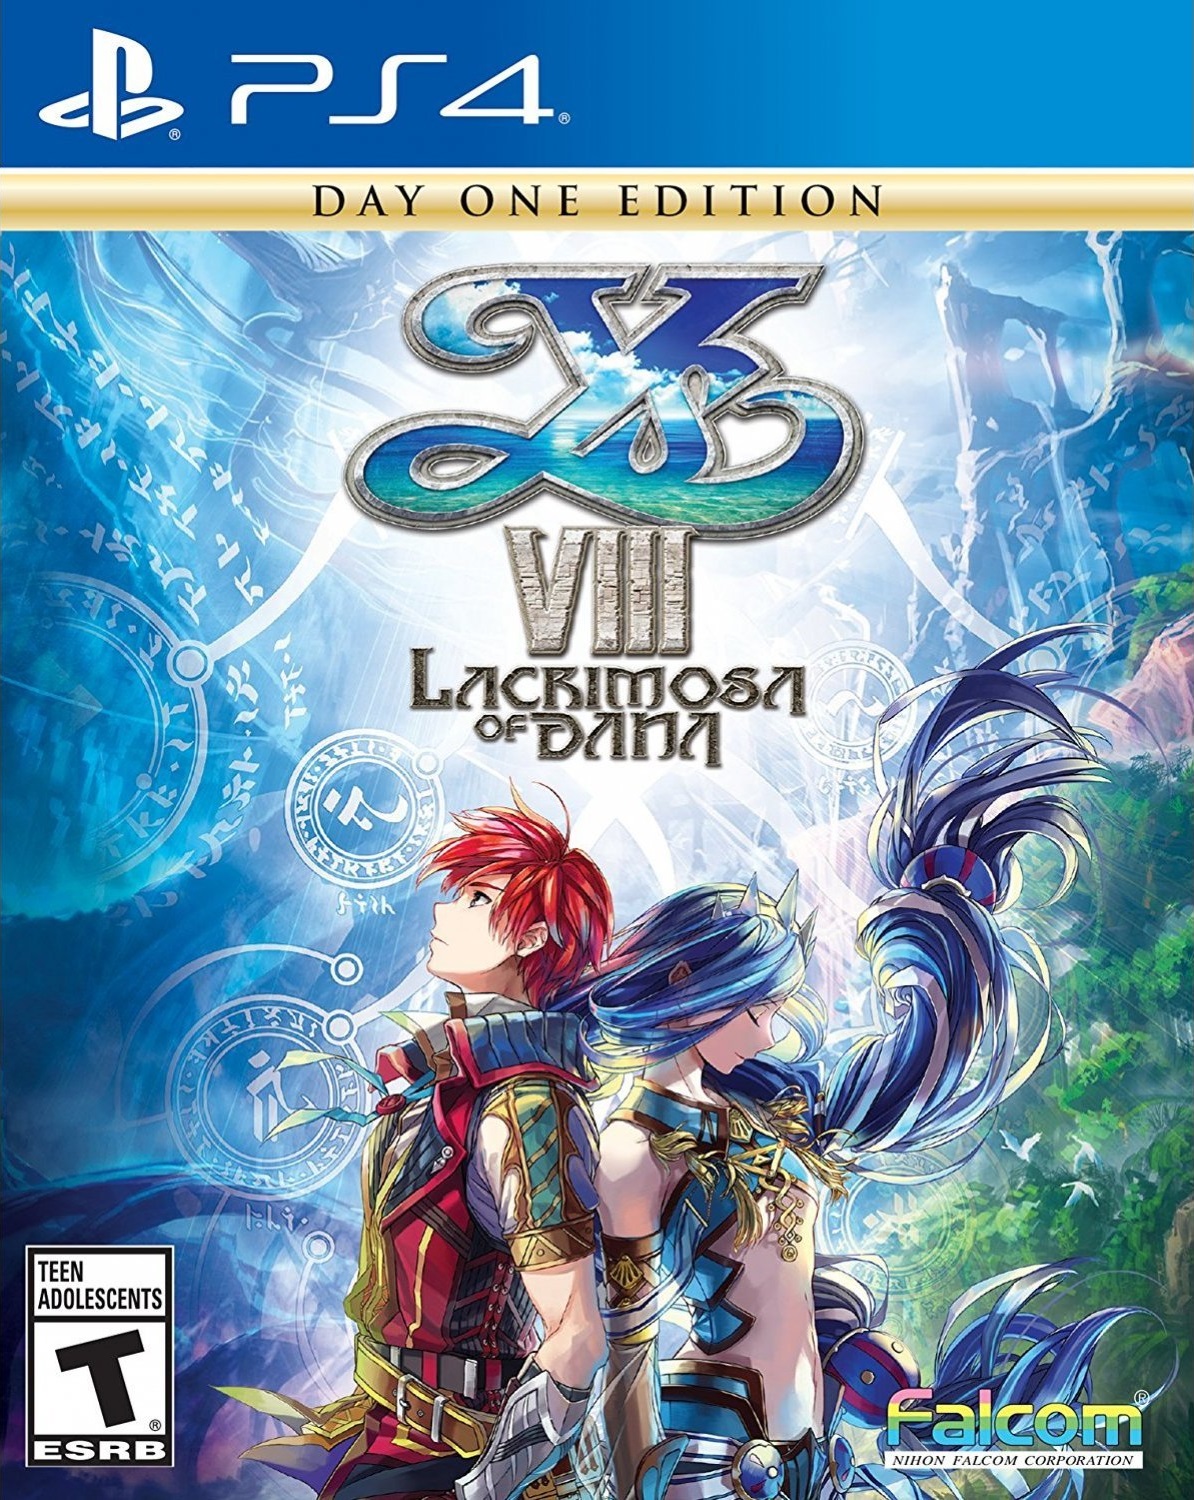 PS4®
DAY ONE EDITION
Ys
VIII
LACRIMOSA
OF DANA
TEEN
ADOLESCENTS
T®
ESRB
Falcom®
NIHON FALCOM CORPORATION